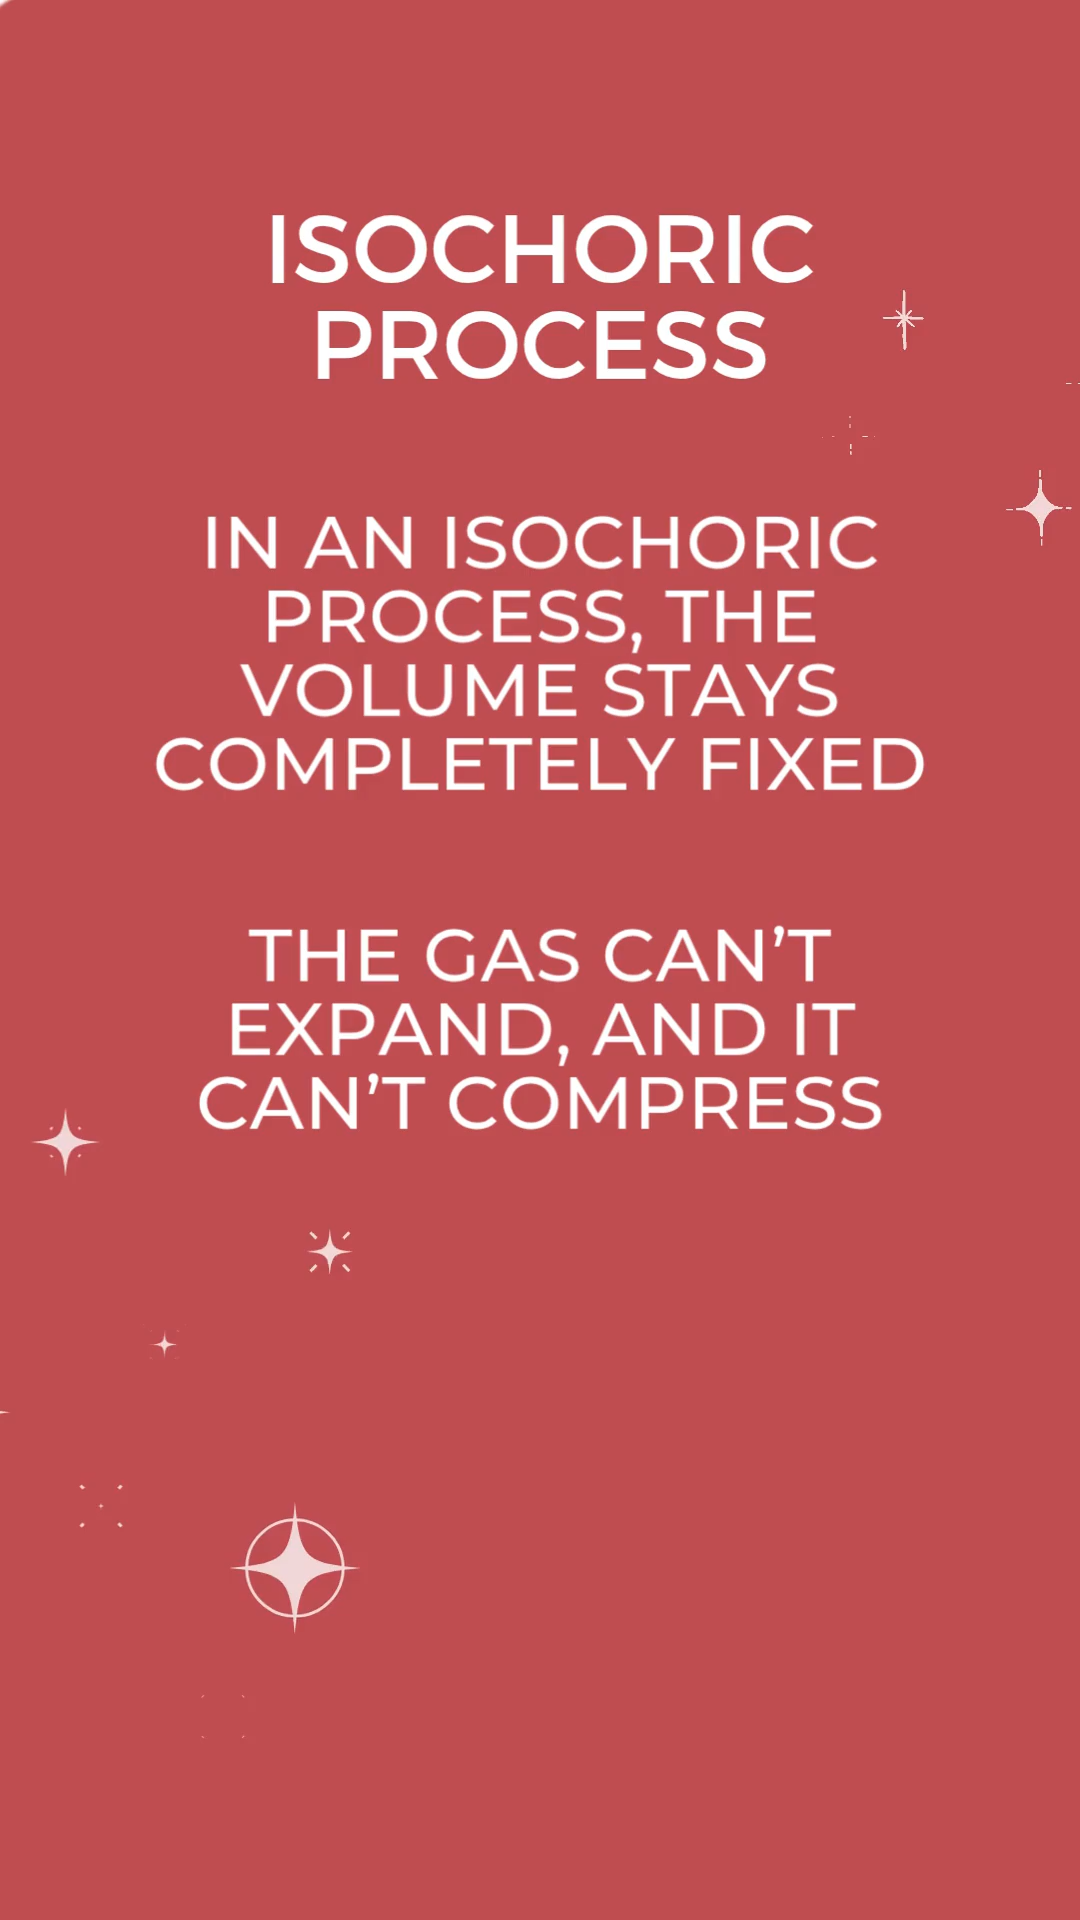 ISOCHORIC
PROCESS
IN AN ISOCHORIC
PROCESS, THE
VOLUME STAYS
COMPLETELY FIXED
THE GAS CAN’T
EXPAND, AND IT
CAN’T COMPRESS